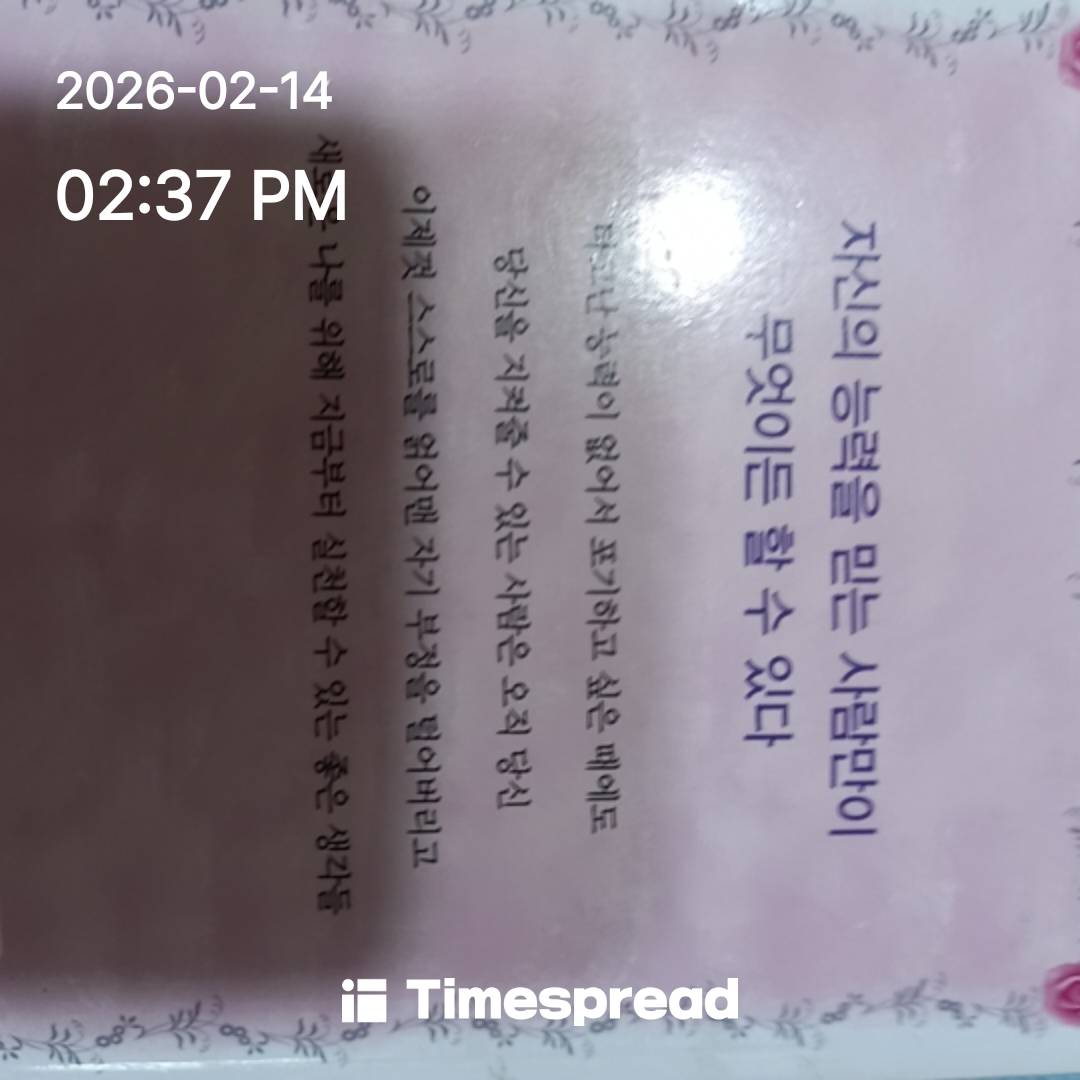 2026-02-14
02:37 PM
자신의 능력을 믿는 사람만이
무엇이든 할 수 있다
타고난 능력이 없어서 포기하고 싶은 때에도
당신을 지켜줄 수 있는 사람은 오직 당신
이제껏 스스로를 얽어맨 자기 부정을 털어버리고
나를 위해 지금부터 실천할 수 있는 좋은 생각들
Timespread